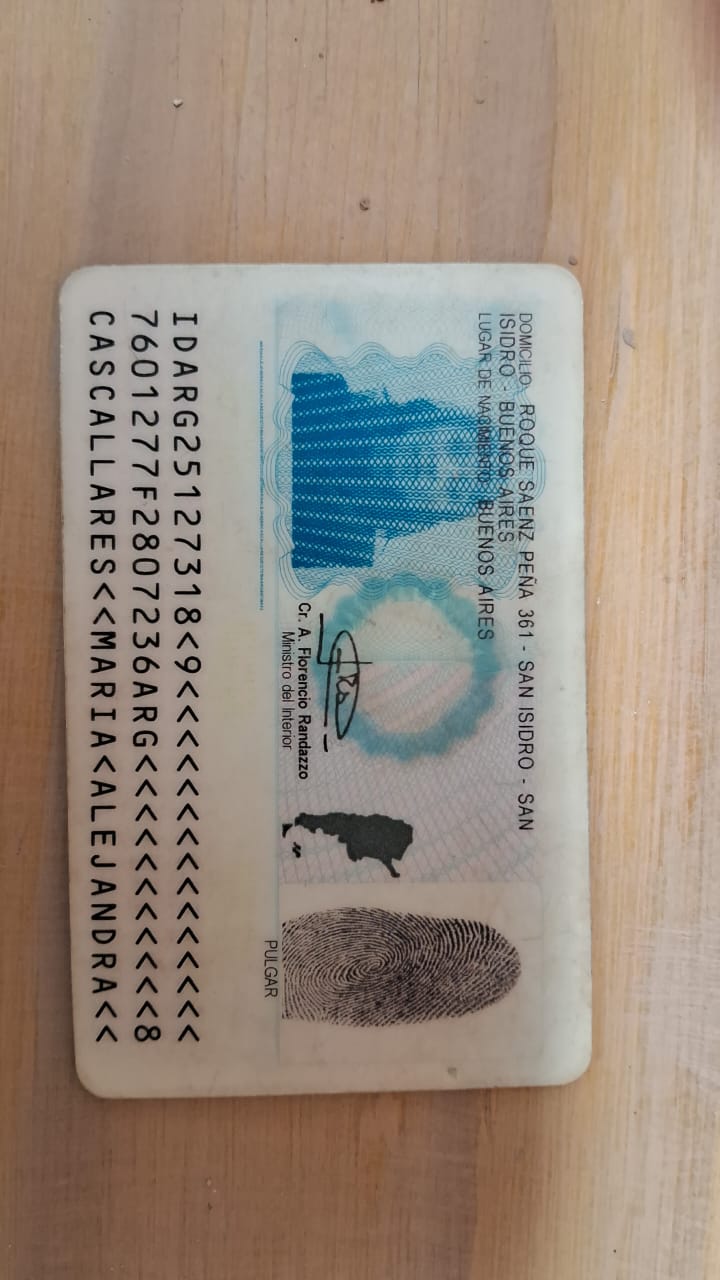 DOMICILIO: ROQUE SAENZ PEÑA 361 - SAN ISIDRO - SAN
ISIDRO - BUENOS AIRES
LUGAR DE NACIMIENTO: BUENOS AIRES
Cr. A. Florencio Randazzo
Ministro del Interior
PULGAR
IDARG25127318<9<<<<<<<<<<<<<<<
7601277F2807236ARG<<<<<<<<<<<8
CASCALLARES<<MARIA<ALEJANDRA<<